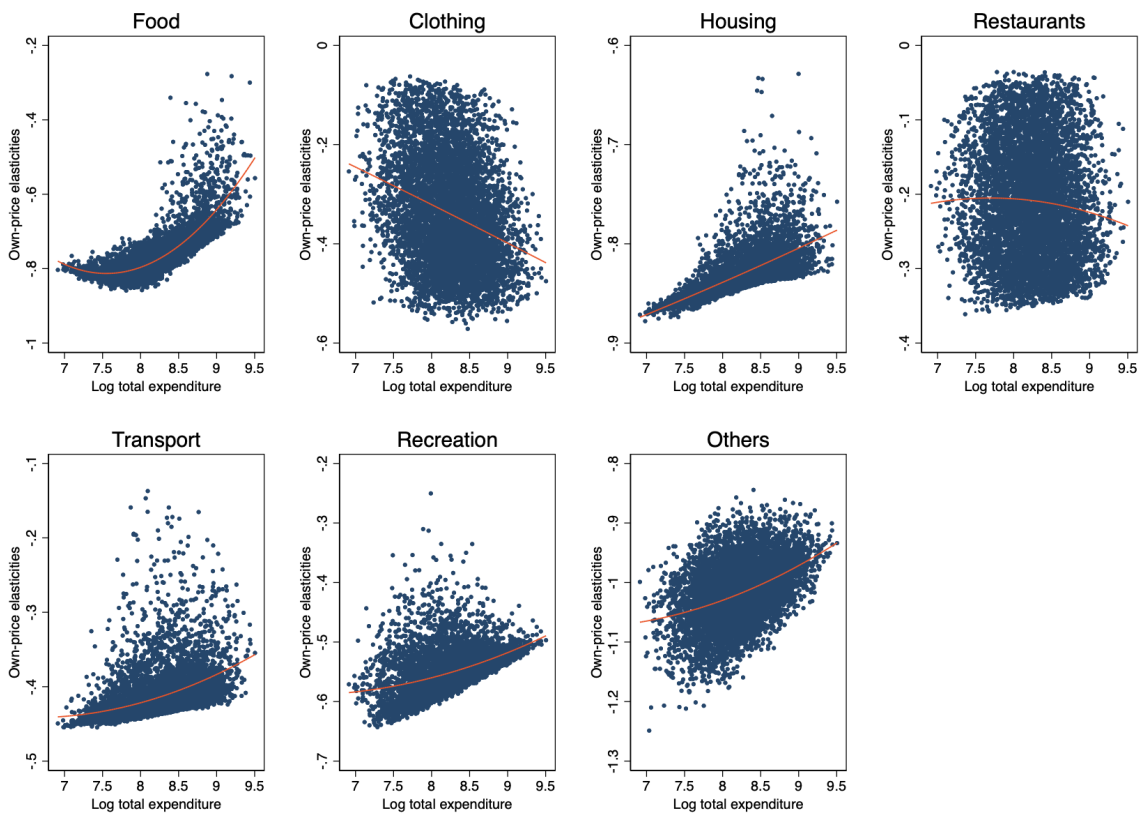 Food
Own-price elasticities
-.2
-.4
-.6
-.8
-1
7 7.5 8 8.5 9 9.5
Log total expenditure
Clothing
Own-price elasticities
0
-.2
-.4
-.6
7 7.5 8 8.5 9 9.5
Log total expenditure
Housing
Own-price elasticities
-.6
-.7
-.8
-.9
7 7.5 8 8.5 9 9.5
Log total expenditure
Restaurants
Own-price elasticities
0
-.1
-.2
-.3
-.4
7 7.5 8 8.5 9 9.5
Log total expenditure
Transport
Own-price elasticities
-.1
-.2
-.3
-.4
-.5
7 7.5 8 8.5 9 9.5
Log total expenditure
Recreation
Own-price elasticities
-.2
-.3
-.4
-.5
-.6
-.7
7 7.5 8 8.5 9 9.5
Log total expenditure
Others
Own-price elasticities
-.8
-.9
-1
-1.1
-1.2
-1.3
7 7.5 8 8.5 9 9.5
Log total expenditure